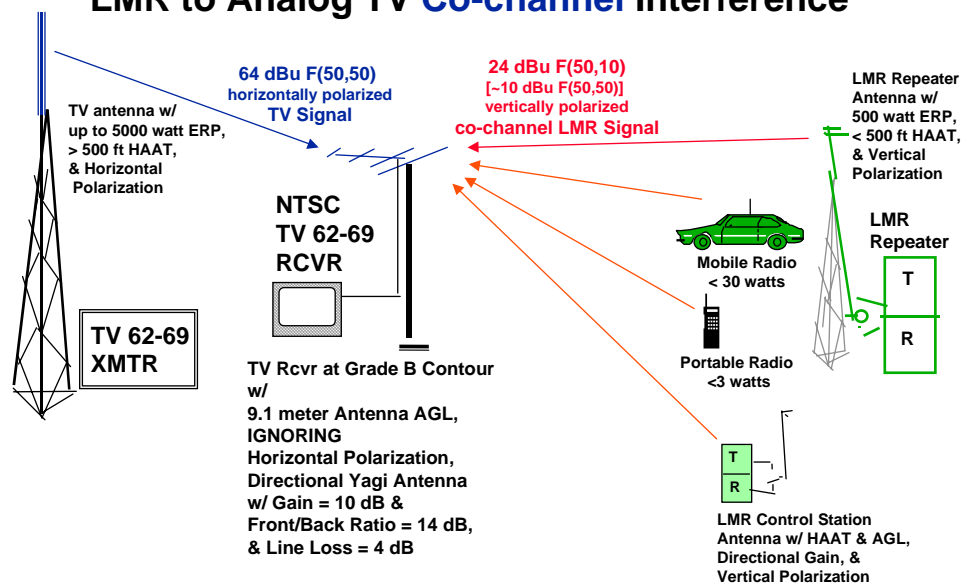 LMR to Analog TV Co-channel Interference
64 dBu F(50,50)
horizontally polarized
TV Signal
24 dBu F(50,10)
[~10 dBu F(50,50)]
vertically polarized
co-channel LMR Signal
TV antenna w/
up to 5000 watt ERP,
> 500 ft HAAT,
& Horizontal
Polarization
LMR Repeater
Antenna w/
500 watt ERP,
< 500 ft HAAT,
& Vertical
Polarization
NTSC
TV 62-69
RCVR
LMR
Repeater
T
R
Mobile Radio
< 30 watts
Portable Radio
<3 watts
TV 62-69
XMTR
TV Rcvr at Grade B Contour
w/
9.1 meter Antenna AGL,
IGNORING
Horizontal Polarization,
Directional Yagi Antenna
w/ Gain = 10 dB &
Front/Back Ratio = 14 dB,
& Line Loss = 4 dB
T
R
LMR Control Station
Antenna w/ HAAT & AGL,
Directional Gain, &
Vertical Polarization